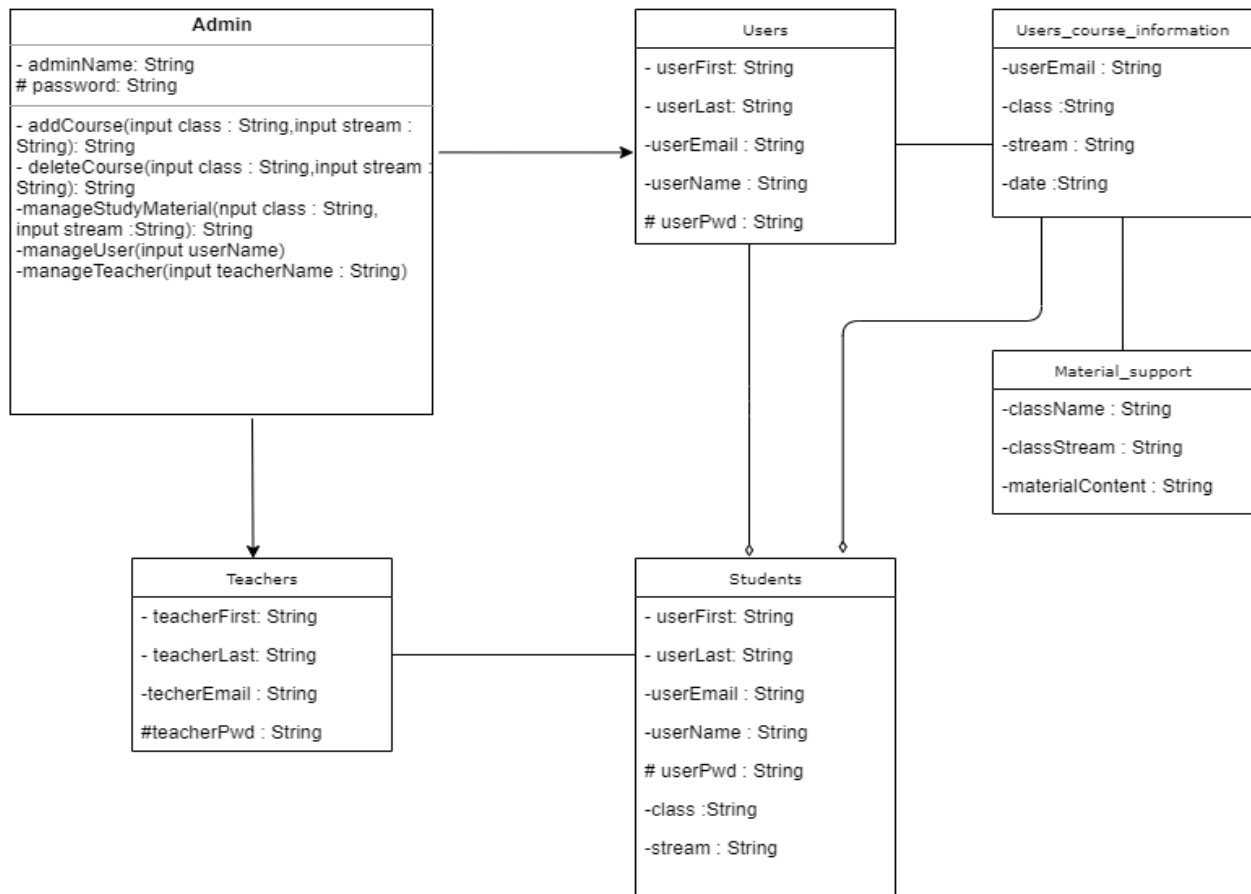 Admin
- adminName: String
# password: String
- addCourse(input class : String,input stream :
String): String
- deleteCourse(input class : String,input stream :
String): String
-manageStudyMaterial(nput class : String,
input stream :String): String
-manageUser(input userName)
-manageTeacher(input teacherName : String)
Users
- userFirst: String
- userLast: String
-userEmail : String
-userName : String
# userPwd : String
Users_course_information
-userEmail : String
-class :String
-stream : String
-date :String
Material_support
-className : String
-classStream : String
-materialContent : String
Teachers
- teacherFirst: String
- teacherLast: String
-techerEmail : String
#teacherPwd : String
Students
- userFirst: String
- userLast: String
-userEmail : String
-userName : String
# userPwd : String
-class :String
-stream : String